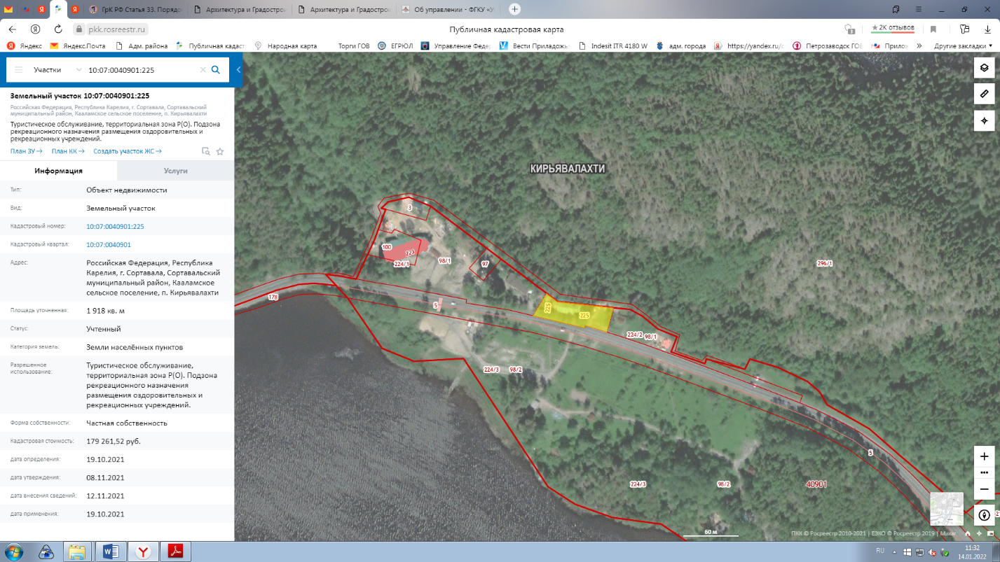 ГрК РФ Статья 33. Порядо
Архитектура и Градострои
Архитектура и Градострои
Об управлении - ФГКУ «У
pkk.rosreestr.ru
Публичная кадастровая карта
3
★ 2K отзывов
Яндекс
Яндекс.Почта
Адм. района
Публичная кадаст
Народная карта
Торги ГОВ
ЕГРЮЛ
Управление Федер
Вести Приладожь
Indesit ITR 4180 W
адм. города
https://yandex.ru/c
Петрозаводск ГОВ
Прилож
Другие закладки
Участки
10:07:0040901:225
Земельный участок 10:07:0040901:225
Российская Федерация, Республика Карелия, г. Сортавала, Сортавальский
муниципальный район, Кааламское сельское поселение, п. Кирьявалахти
Туристическое обслуживание, территориальная зона Р(О). Подзона
рекреационного назначения размещения оздоровительных и
рекреационных учреждений.
План ЗУ→
План КК→
Создать участок ЖС→
Информация
Услуги
Тип:
Объект недвижимости
Вид:
Земельный участок
Кадастровый номер:
10:07:0040901:225
Кадастровый квартал:
10:07:0040901
Адрес:
Российская Федерация, Республика
Карелия, г. Сортавала, Сортавальский
муниципальный район, Кааламское
сельское поселение, п. Кирьявалахти
Площадь уточненная:
1 918 кв. м
Статус:
Учтенный
Категория земель:
Земли населённых пунктов
Разрешенное
использование:
Туристическое обслуживание,
территориальная зона Р(О). Подзона
рекреационного назначения
размещения оздоровительных и
рекреационных учреждений.
Форма собственности:
Частная собственность
Кадастровая стоимость:
179 261,52 руб.
дата определения:
19.10.2021
дата утверждения:
08.11.2021
дата внесения сведений:
12.11.2021
дата применения:
19.10.2021
КИРЬЯВАЛАХТИ
3
100
223
224/1
98/1
97
296/1
178
5
225
225
224/2
98/1
224/3
98/2
5
224/3
98/2
40901
60 м
ПКК © Росреестр 2010-2021 | ЕЭКО © Росреестр 2019 | Maxar
RU
11:32
14.01.2022